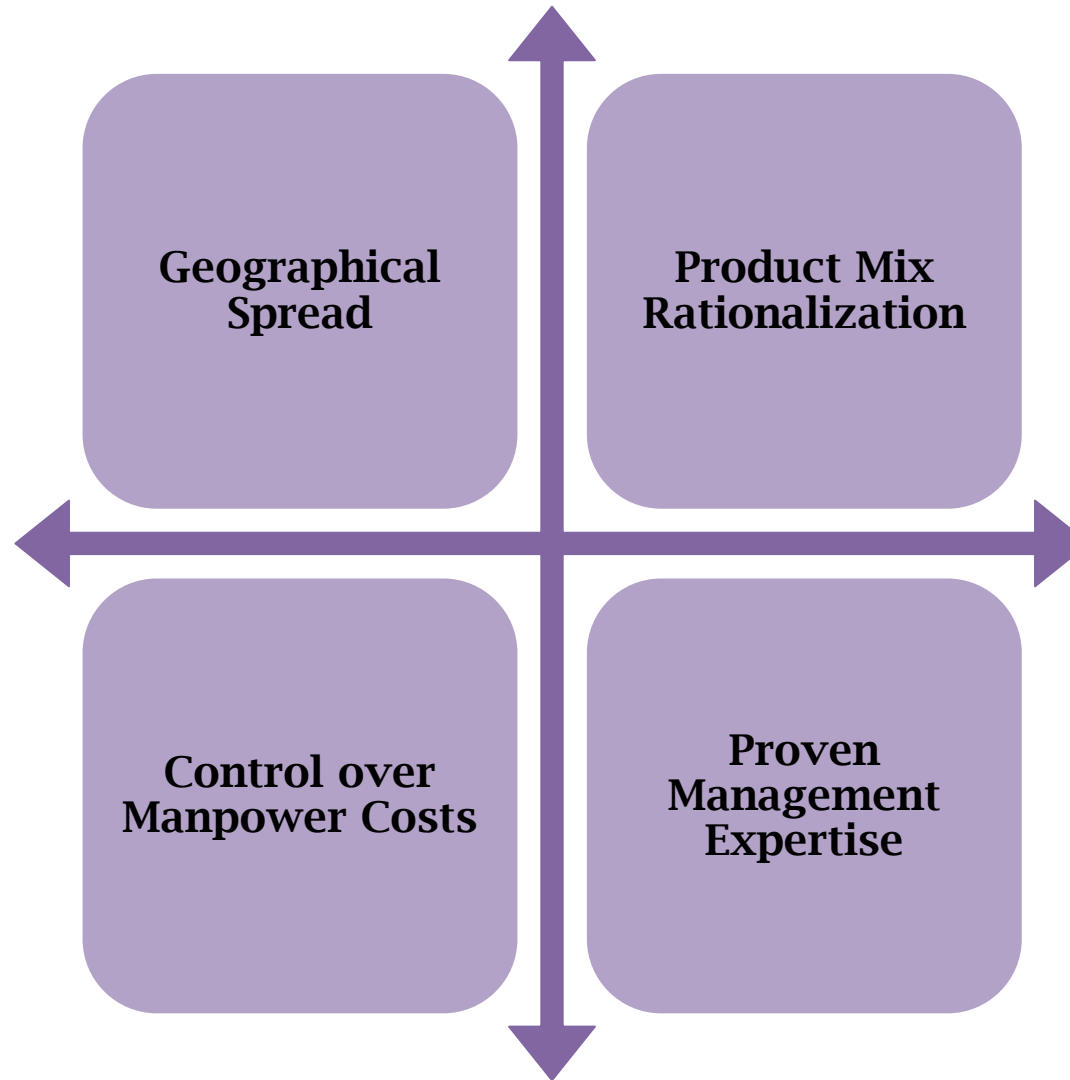 Geographical
Spread
Product Mix
Rationalization
Control over
Manpower Costs
Proven
Management
Expertise